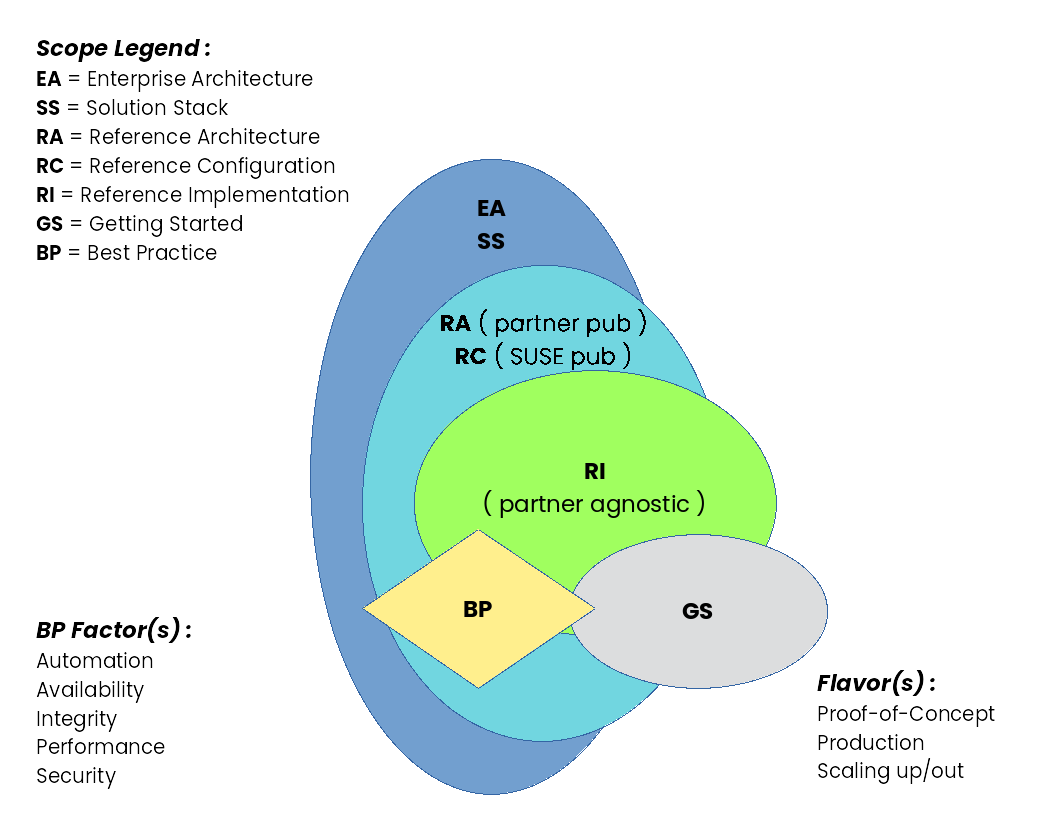 Scope Legend :
EA = Enterprise Architecture
SS = Solution Stack
RA = Reference Architecture
RC = Reference Configuration
RI = Reference Implementation
GS = Getting Started
BP = Best Practice
EA
SS
RA ( partner pub )
RC ( SUSE pub )
RI
( partner agnostic )
BP
GS
BP Factor(s) :
Automation
Availability
Integrity
Performance
Security
Flavor(s) :
Proof-of-Concept
Production
Scaling up/out